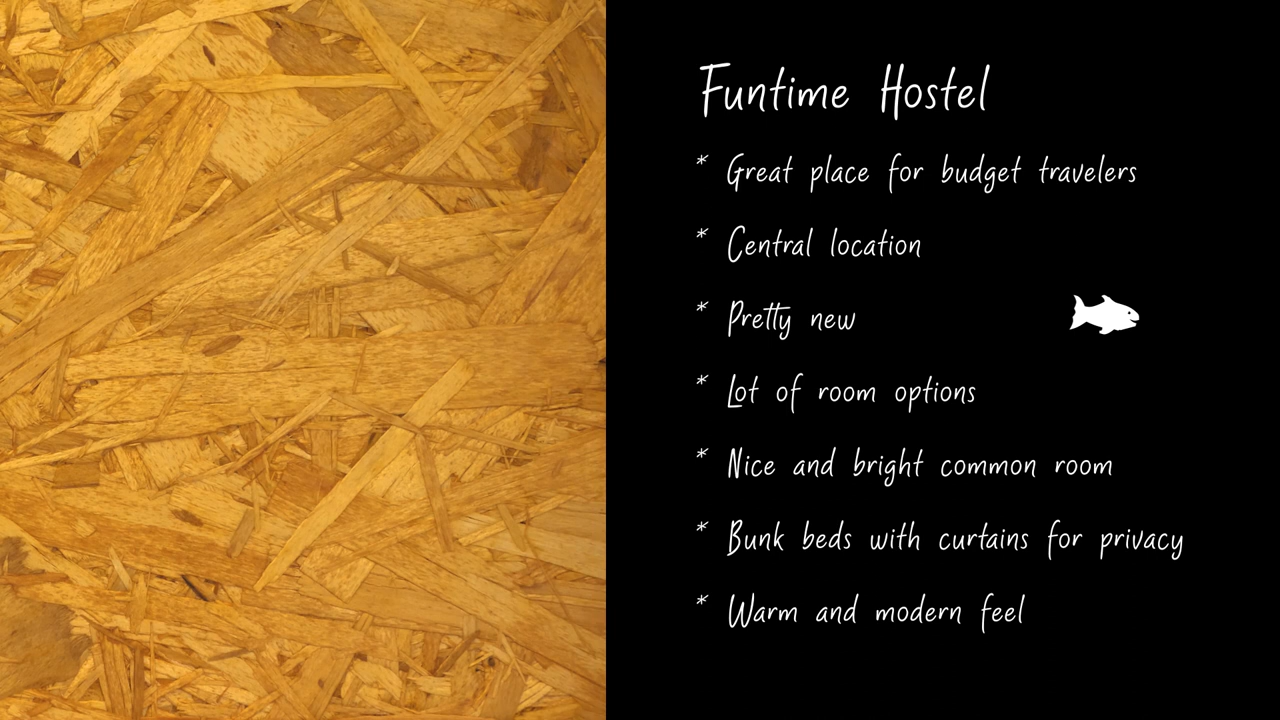 Funtime Hostel
* Great place for budget travelers
* Central location
* Pretty new
* Lot of room options
* Nice and bright common room
* Bunk beds with curtains for privacy
* Warm and modern feel